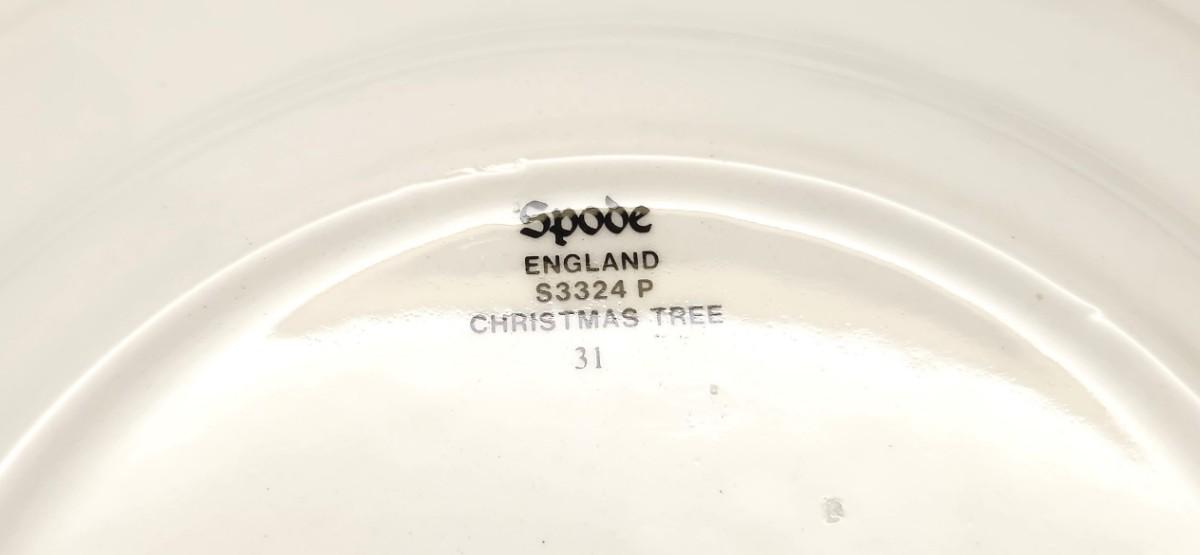 Spode
ENGLAND
S3324 P
CHRISTMAS TREE
31